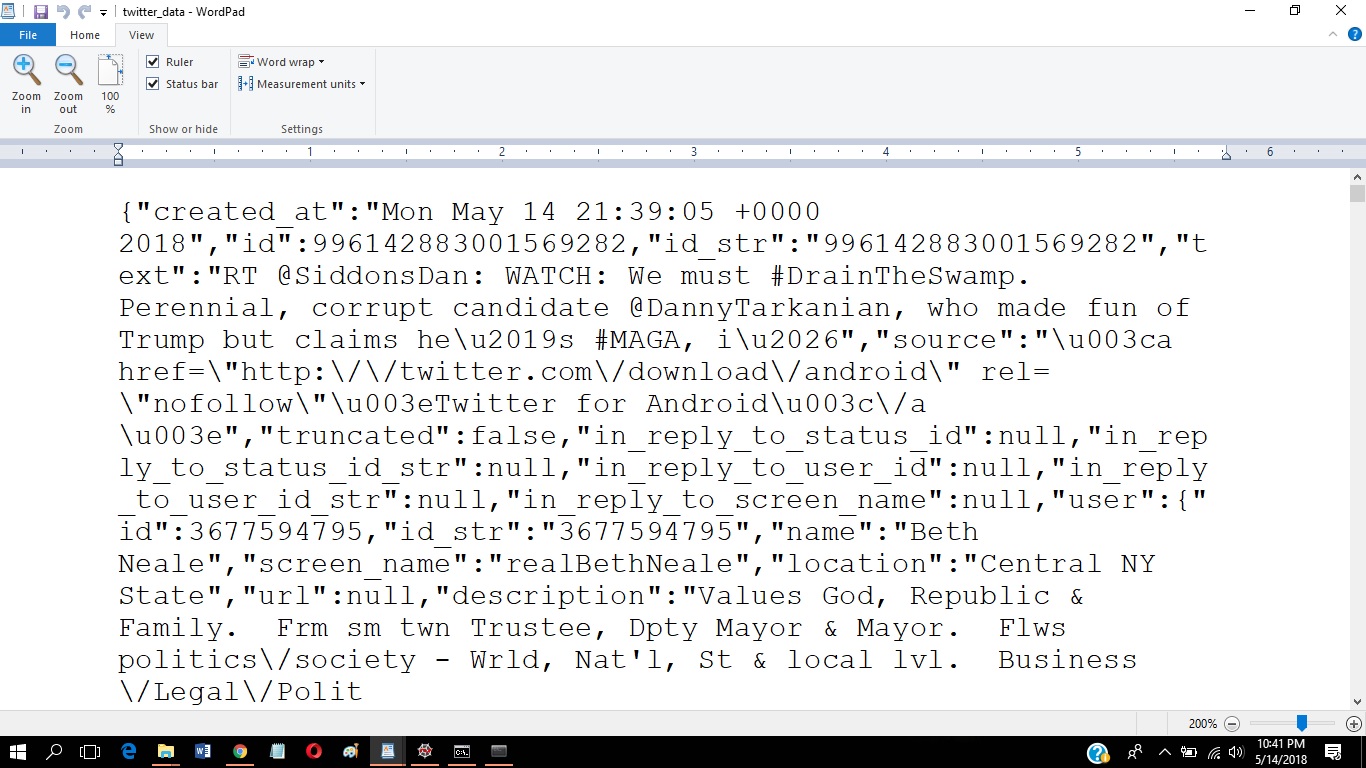 twitter_data - WordPad
File
Home
View
Zoom in
Zoom out
100 %
Zoom
Ruler
Status bar
Show or hide
Word wrap
Measurement units
Settings
1 2 3 4 5 6
{"created_at":"Mon May 14 21:39:05 +0000
2018","id":996142883001569282,"id_str":"996142883001569282","t
ext":"RT @SiddonsDan: WATCH: We must #DrainTheSwamp.
Perennial, corrupt candidate @DannyTarkanian, who made fun of
Trump but claims he\u2019s #MAGA, i\u2026","source":"\u003ca
href=\"http:\/\/twitter.com\/download\/android\" rel=
\"nofollow\"\u003eTwitter for Android\u003c\/a
\u003e","truncated":false,"in_reply_to_status_id":null,"in_rep
ly_to_status_id_str":null,"in_reply_to_user_id":null,"in_reply
_to_user_id_str":null,"in_reply_to_screen_name":null,"user":{"
id":3677594795,"id_str":"3677594795","name":"Beth
Neale","screen_name":"realBethNeale","location":"Central NY
State","url":null,"description":"Values God, Republic &
Family.  Frm sm twn Trustee, Dpty Mayor & Mayor.  Flws
politics\/society - Wrld, Nat'l, St & local lvl.  Business
\/Legal\/Polit
200%
10:41 PM
5/14/2018